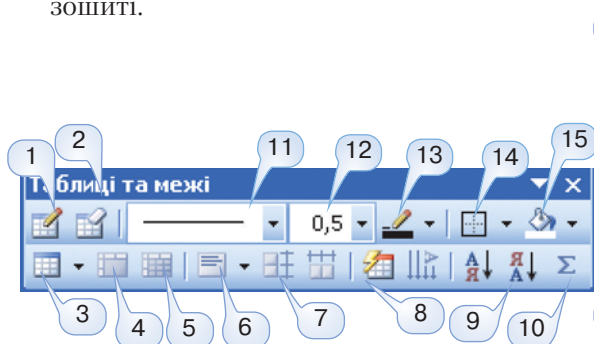 зошиті.
2 11 12 13 14 15
1
Таблиці та межі
0,5
А Я
Я А Σ
3 4 5 6 7 8 9 10